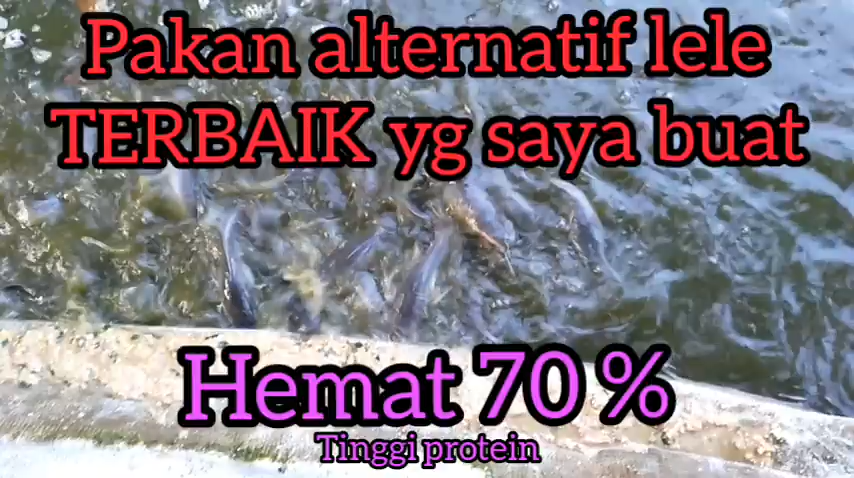 Pakan alternatif lele
TERBAIK yg saya buat
Hemat 70 %
Tinggi protein